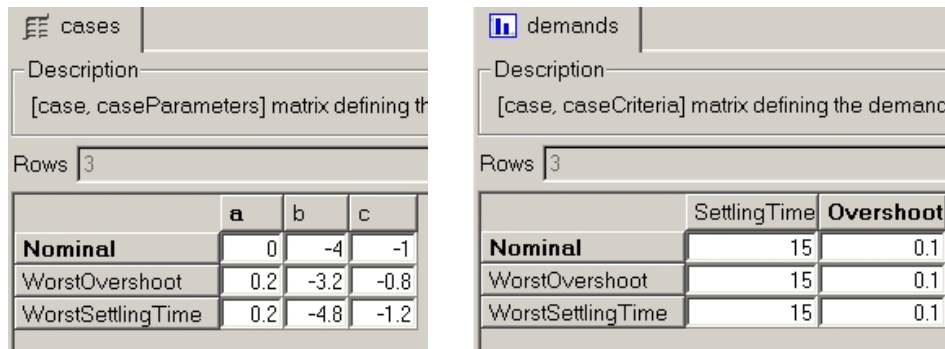 cases
Description
[case, caseParameters] matrix defining th
Rows 3
a b c
Nominal 0 -4 -1
WorstOvershoot 0.2 -3.2 -0.8
WorstSettlingTime 0.2 -4.8 -1.2
demands
Description
[case, caseCriteria] matrix defining the demand
Rows 3
SettlingTime Overshoot
Nominal 15 0.1
WorstOvershoot 15 0.1
WorstSettlingTime 15 0.1